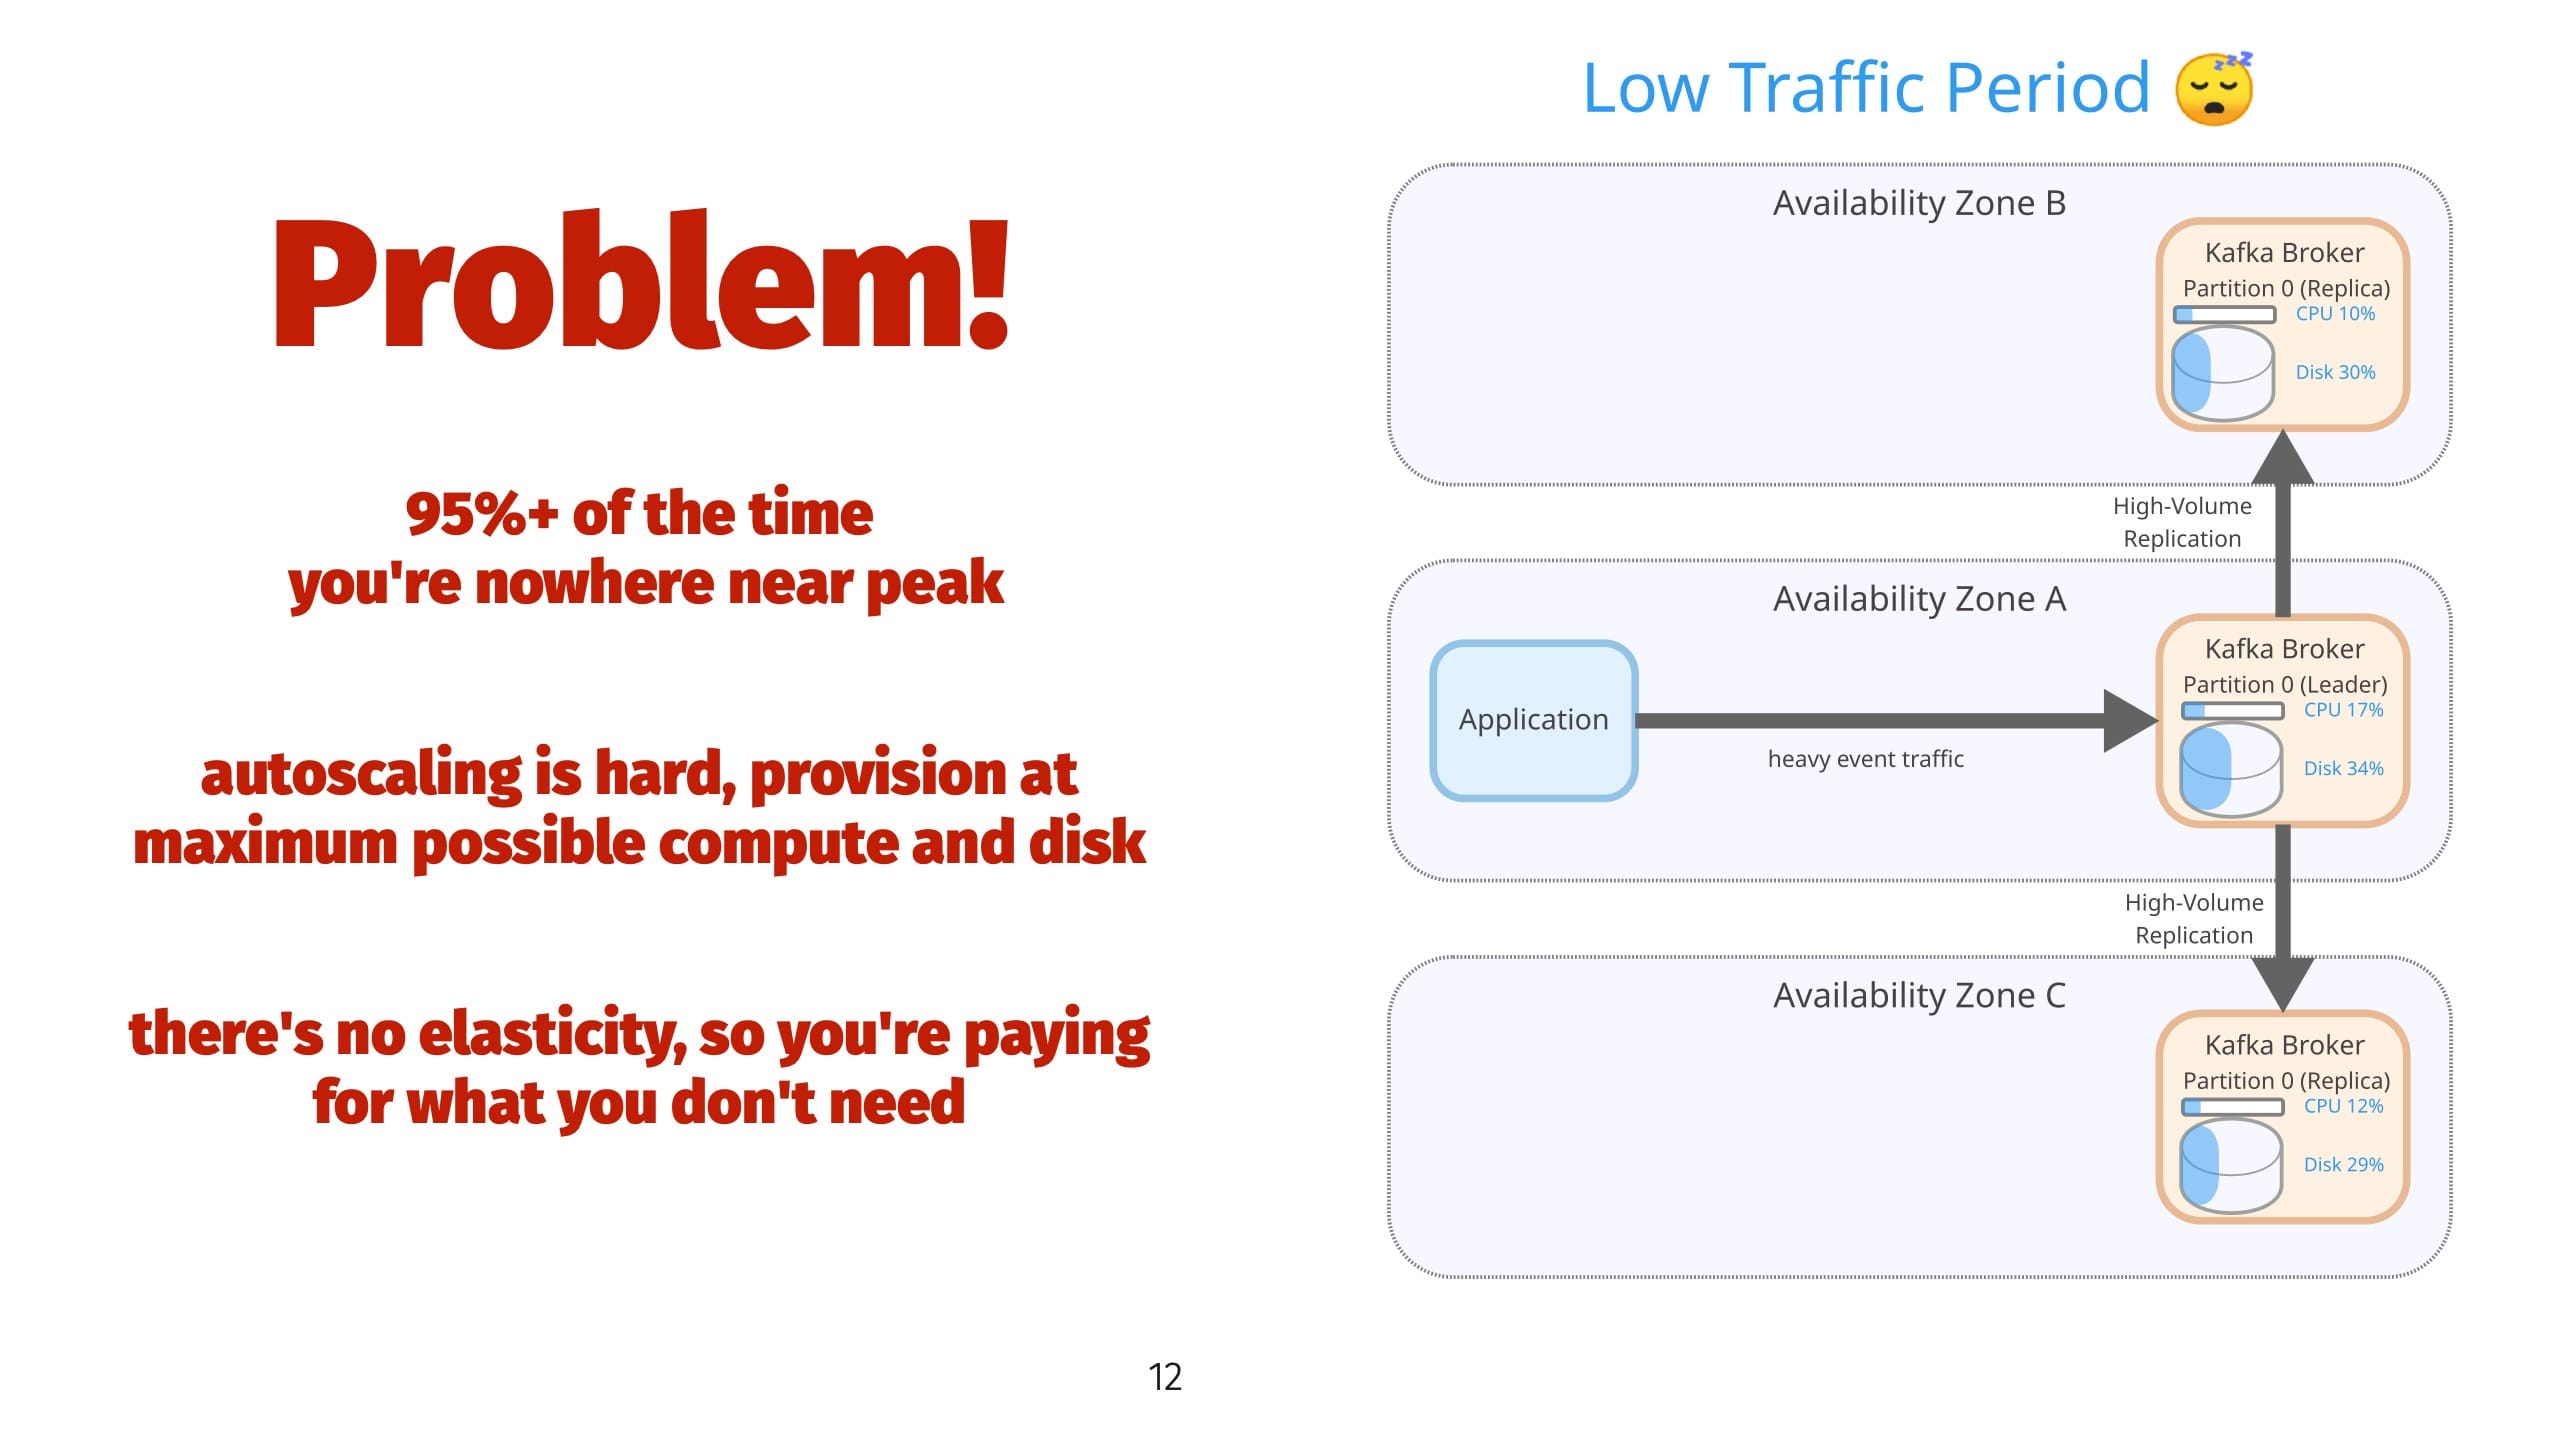 Problem!
95%+ of the time
you're nowhere near peak
autoscaling is hard, provision at
maximum possible compute and disk
there's no elasticity, so you're paying
for what you don't need
Low Traffic Period 😴
Availability Zone B
Kafka Broker
Partition 0 (Replica)
CPU 10%
Disk 30%
High-Volume
Replication
Availability Zone A
Application
heavy event traffic
Kafka Broker
Partition 0 (Leader)
CPU 17%
Disk 34%
High-Volume
Replication
Availability Zone C
Kafka Broker
Partition 0 (Replica)
CPU 12%
Disk 29%
12